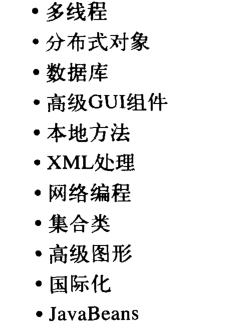 • 多线程
• 分布式对象
• 数据库
• 高级GUI组件
• 本地方法
• XML处理
• 网络编程
• 集合类
• 高级图形
• 国际化
• JavaBeans